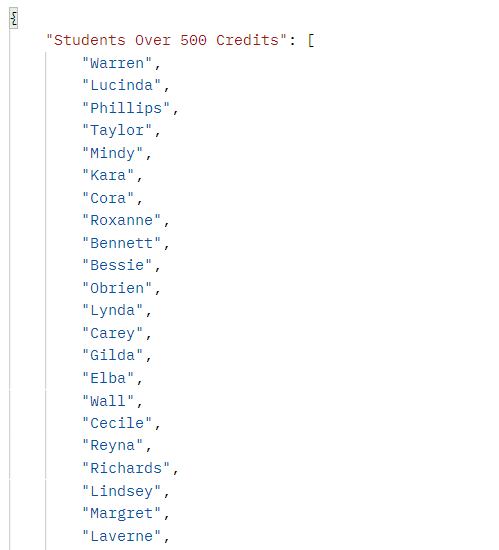 {
"Students Over 500 Credits": [
"Warren",
"Lucinda",
"Phillips",
"Taylor",
"Mindy",
"Kara",
"Cora",
"Roxanne",
"Bennett",
"Bessie",
"Obrien",
"Lynda",
"Carey",
"Gilda",
"Elba",
"Wall",
"Cecile",
"Reyna",
"Richards",
"Lindsey",
"Margret",
"Laverne",